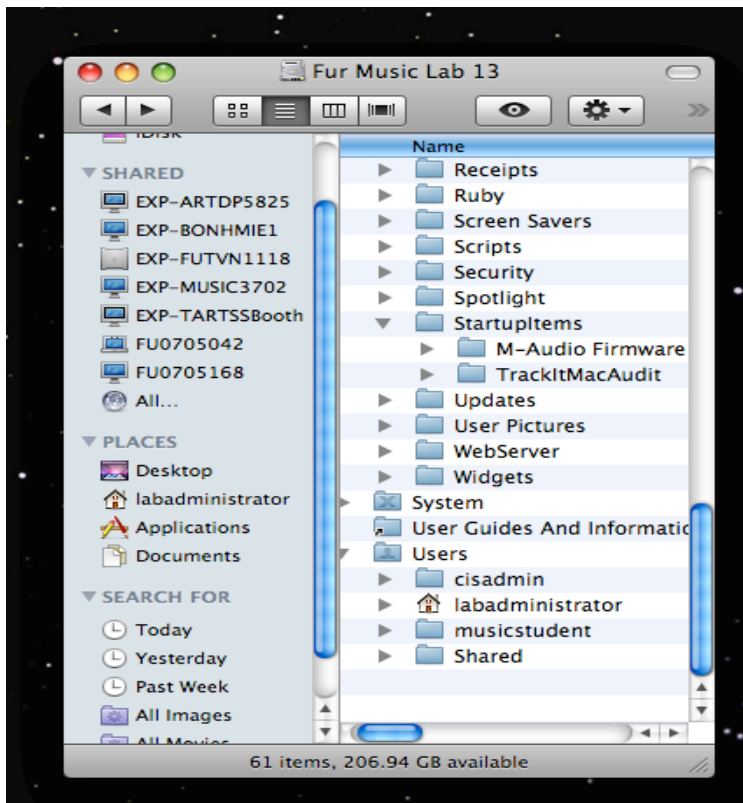 Fur Music Lab 13
iDisk
SHARED
EXP-ARTDP5825
EXP-BONHMIE1
EXP-FUTVN1118
EXP-MUSIC3702
EXP-TARTSSBooth
FU0705042
FU0705168
All...
PLACES
Desktop
labadministrator
Applications
Documents
SEARCH FOR
Today
Yesterday
Past Week
All Images
All Movies
Name
Receipts
Ruby
Screen Savers
Scripts
Security
Spotlight
StartupItems
M-Audio Firmware
TrackItMacAudit
Updates
User Pictures
WebServer
Widgets
System
User Guides And Informatic
Users
cisadmin
labadministrator
musicstudent
Shared
61 items, 206.94 GB available